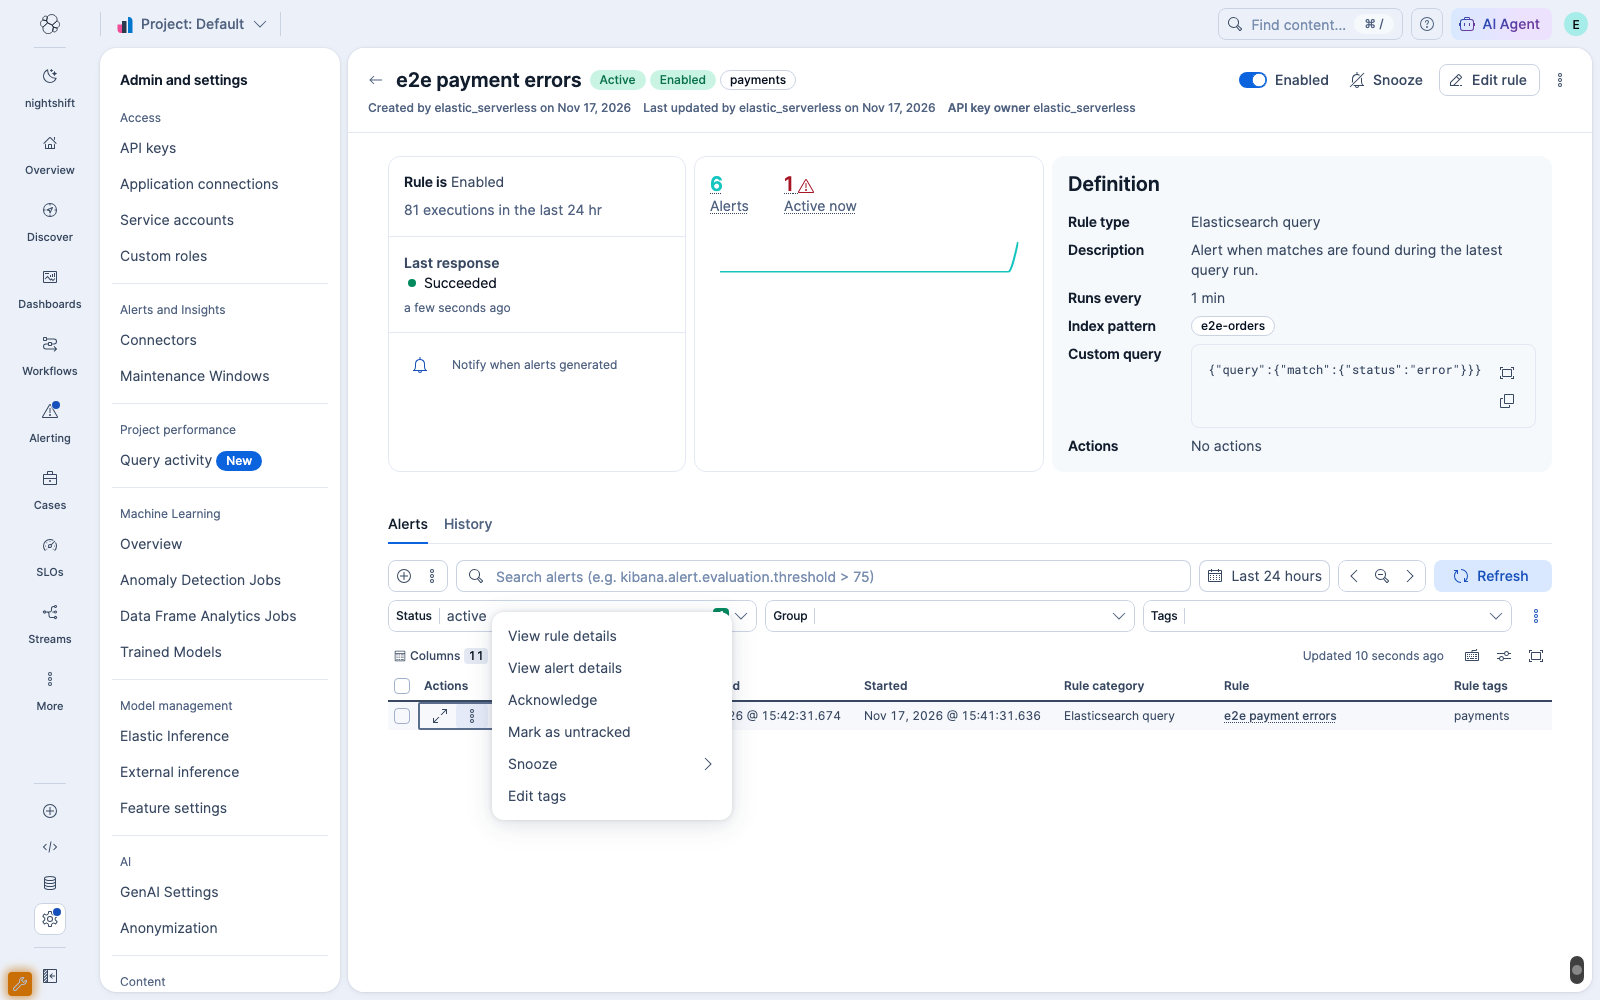 Project: Default
Find content... ⌘ /
AI Agent
E
nightshift
Overview
Discover
Dashboards
Workflows
Alerting
Cases
SLOs
Streams
More
Admin and settings
Access
API keys
Application connections
Service accounts
Custom roles
Alerts and Insights
Connectors
Maintenance Windows
Project performance
Query activity New
Machine Learning
Overview
Anomaly Detection Jobs
Data Frame Analytics Jobs
Trained Models
Model management
Elastic Inference
External inference
Feature settings
AI
GenAI Settings
Anonymization
Content
e2e payment errors Active Enabled payments
Enabled Snooze Edit rule
Created by elastic_serverless on Nov 17, 2026 Last updated by elastic_serverless on Nov 17, 2026 API key owner elastic_serverless
Rule is Enabled
81 executions in the last 24 hr
Last response
Succeeded
a few seconds ago
Notify when alerts generated
6 1
Alerts Active now
Definition
Rule type Elasticsearch query
Description Alert when matches are found during the latest
query run.
Runs every 1 min
Index pattern e2e-orders
Custom query {"query":{"match":{"status":"error"}}}
Actions No actions
Alerts History
Search alerts (e.g. kibana.alert.evaluation.threshold > 75)
Last 24 hours
Refresh
Status active
Group
Tags
Columns 11
Updated 10 seconds ago
Actions d Started Rule category Rule Rule tags
26 @ 15:42:31.674 Nov 17, 2026 @ 15:41:31.636 Elasticsearch query e2e payment errors payments
View rule details
View alert details
Acknowledge
Mark as untracked
Snooze
Edit tags